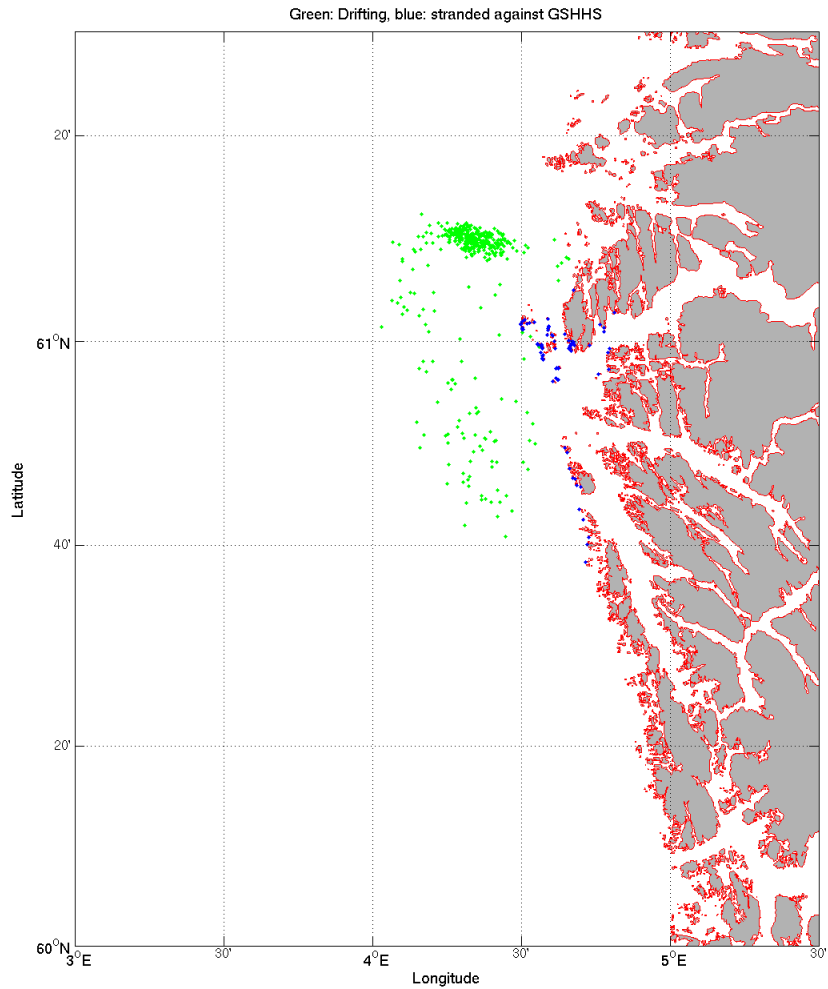 Green: Drifting, blue: stranded against GSHHS
20'
61°N
Latitude
40'
20'
60°N
3°E 30' 4°E 30' 5°E 30'
Longitude